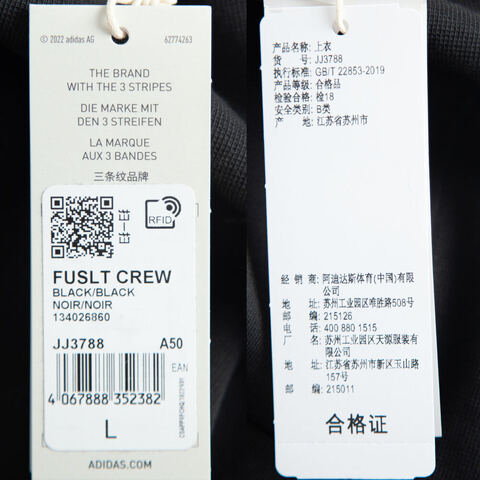 © 2022 adidas AG 62774263
THE BRAND
WITH THE 3 STRIPES
DIE MARKE MIT
DEN 3 STREIFEN
LA MARQUE
AUX 3 BANDES
三条纹品牌
RFID
FUSLT CREW
BLACK/BLACK
NOIR/NOIR
134026860
JJ3788 A50
EAN
4 067888 352382
L
ADIDAS.COM
产品名称: 上衣
货 号: JJ3788
执行标准: GB/T 22853-2019
产品等级: 合格品
检验合格: 检18
安全类别: B类
产 地: 江苏省苏州市
经 销 商: 阿迪达斯体育(中国)有限
公司
地 址: 苏州工业园区唯胜路508号
邮 编: 215126
电 话: 400 880 1515
厂 名: 苏州工业园区天源服装有
限公司
地 址: 江苏省苏州市新区玉山路
157号
邮 编: 215011
合格证